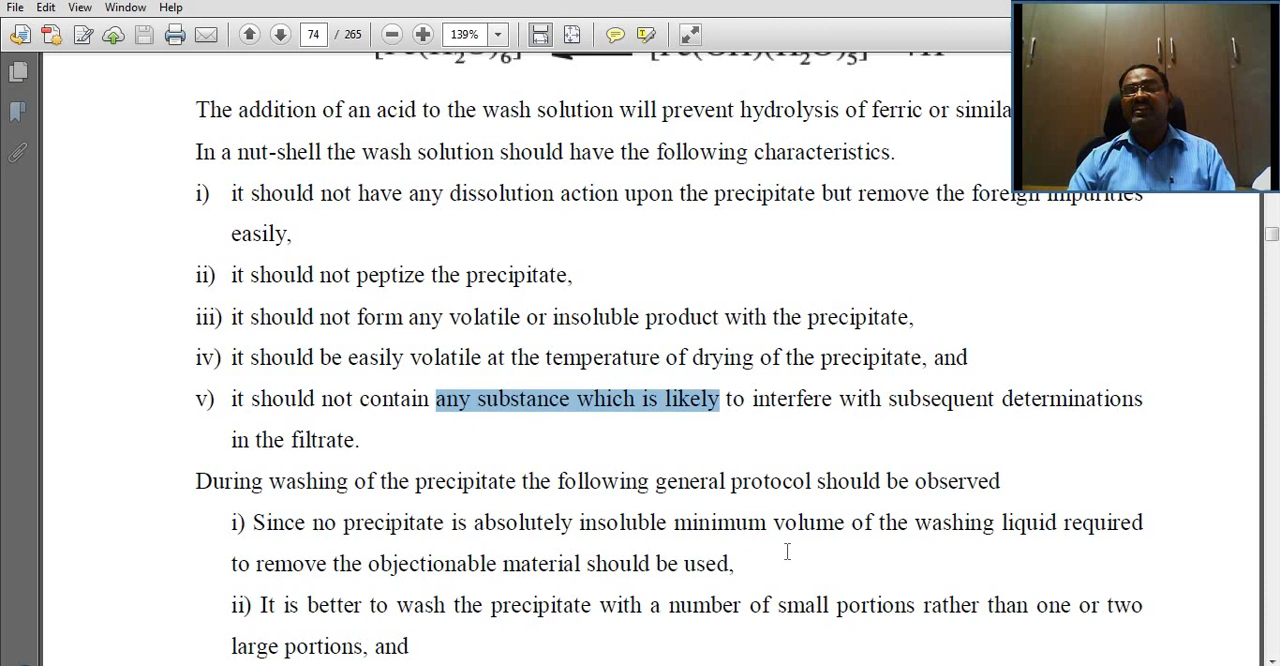 File Edit View Window Help
74 / 265 139%
The addition of an acid to the wash solution will prevent hydrolysis of ferric or
In a nut-shell the wash solution should have the following characteristics.
i) it should not have any dissolution action upon the precipitate but remove the foreign impurities
easily,
ii) it should not peptize the precipitate,
iii) it should not form any volatile or insoluble product with the precipitate,
iv) it should be easily volatile at the temperature of drying of the precipitate, and
v) it should not contain any substance which is likely to interfere with subsequent determinations
in the filtrate.
During washing of the precipitate the following general protocol should be observed
i) Since no precipitate is absolutely insoluble minimum volume of the washing liquid required
to remove the objectionable material should be used,
ii) It is better to wash the precipitate with a number of small portions rather than one or two
large portions, and